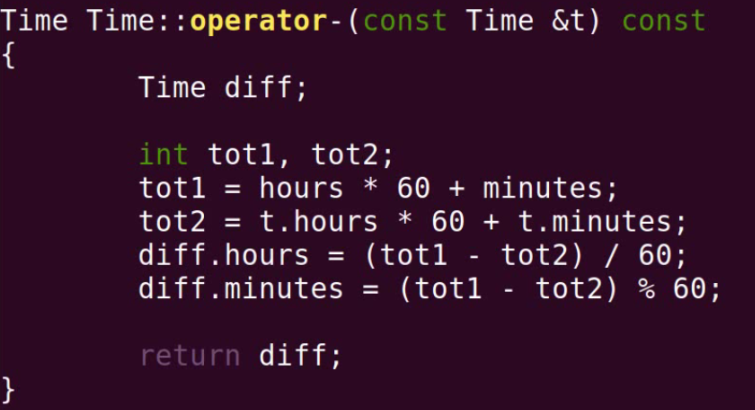 Time Time::operator-(const Time &t) const
{
        Time diff;

        int tot1, tot2;
        tot1 = hours * 60 + minutes;
        tot2 = t.hours * 60 + t.minutes;
        diff.hours = (tot1 - tot2) / 60;
        diff.minutes = (tot1 - tot2) % 60;

        return diff;
}